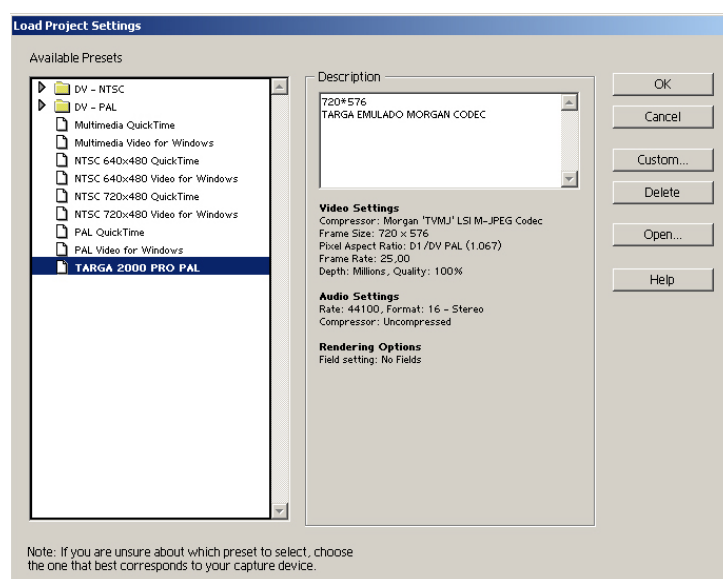 Load Project Settings
Available Presets
DV - NTSC
DV - PAL
Multimedia QuickTime
Multimedia Video for Windows
NTSC 640x480 QuickTime
NTSC 640x480 Video for Windows
NTSC 720x480 QuickTime
NTSC 720x480 Video for Windows
PAL QuickTime
PAL Video for Windows
TARGA 2000 PRO PAL
Description
720*576
TARGA EMULADO MORGAN CODEC
Video Settings
Compressor: Morgan 'TVMJ' LSI M-JPEG Codec
Frame Size: 720 x 576
Pixel Aspect Ratio: D1/DV PAL (1.067)
Frame Rate: 25,00
Depth: Millions, Quality: 100%
Audio Settings
Rate: 44100, Format: 16 - Stereo
Compressor: Uncompressed
Rendering Options
Field setting: No Fields
OK
Cancel
Custom...
Delete
Open...
Help
Note: If you are unsure about which preset to select, choose
the one that best corresponds to your capture device.